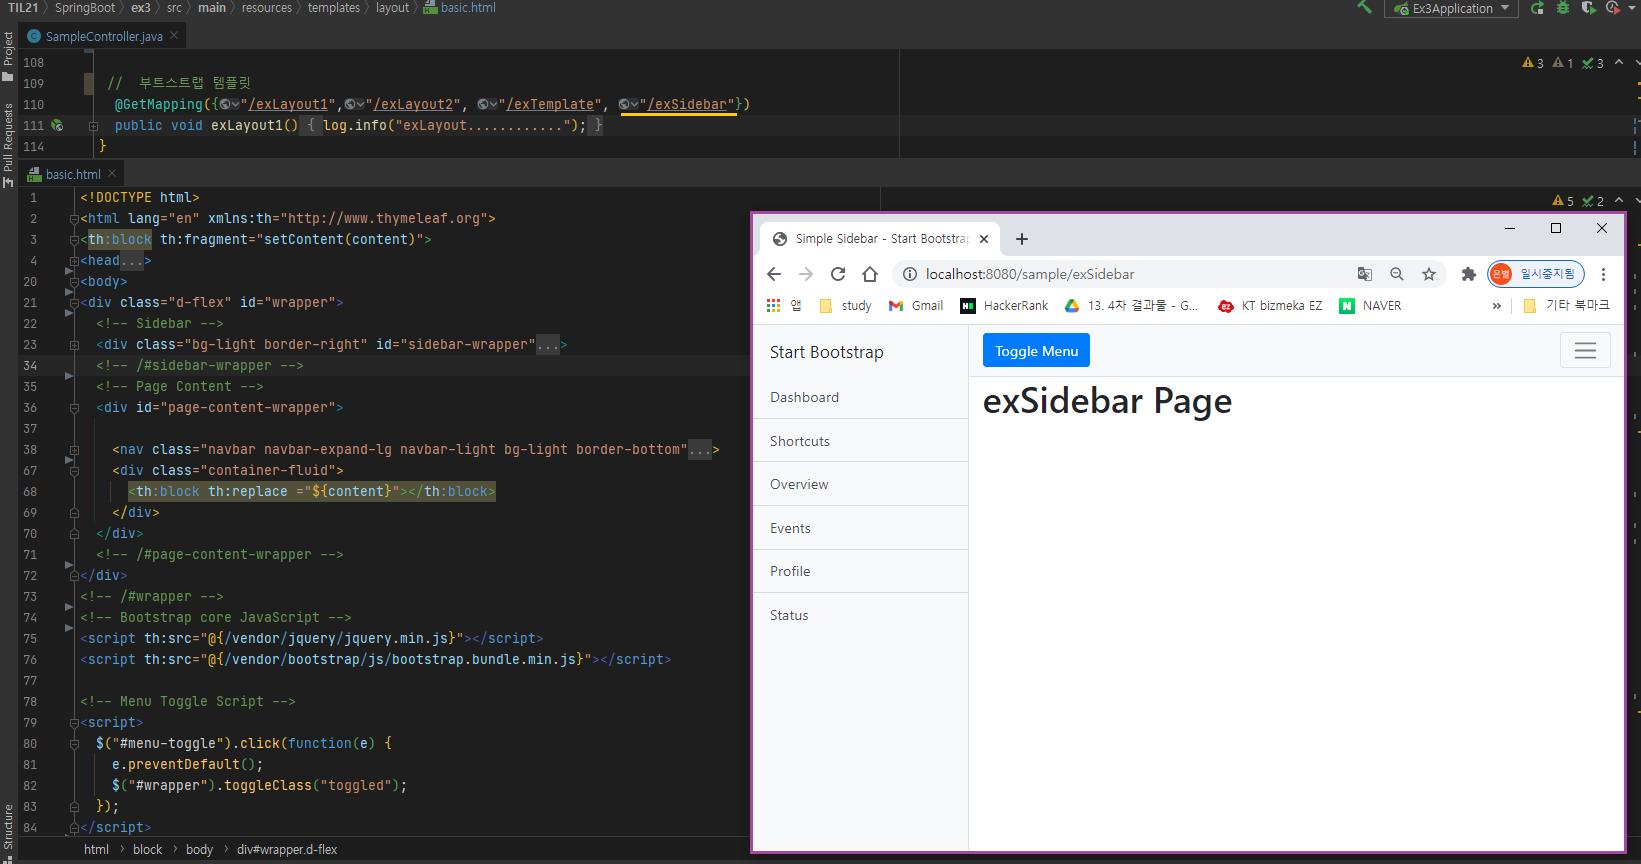 TIL21 SpringBoot ex3 src main resources templates layout basic.html
Ex3Application
SampleController.java
Project
Pull Requests
Structure
108
109 // 부트스트랩 템플릿
110 @GetMapping({"/exLayout1","/exLayout2", "/exTemplate", "/exSidebar"})
111 public void exLayout1() { log.info("exLayout............"); }
114 }
3 1 3
basic.html
5 2
1 <!DOCTYPE html>
2 <html lang="en" xmlns:th="http://www.thymeleaf.org">
3 <th:block th:fragment="setContent(content)">
4 <head...>
20 <body>
21 <div class="d-flex" id="wrapper">
22 <!-- Sidebar -->
23 <div class="bg-light border-right" id="sidebar-wrapper"...>
34 <!-- /#sidebar-wrapper -->
35 <!-- Page Content -->
36 <div id="page-content-wrapper">
37
38 <nav class="navbar navbar-expand-lg navbar-light bg-light border-bottom"...>
67 <div class="container-fluid">
68 <th:block th:replace ="${content}"></th:block>
69 </div>
70 </div>
71 <!-- /#page-content-wrapper -->
72 </div>
73 <!-- /#wrapper -->
74 <!-- Bootstrap core JavaScript -->
75 <script th:src="@{/vendor/jquery/jquery.min.js}"></script>
76 <script th:src="@{/vendor/bootstrap/js/bootstrap.bundle.min.js}"></script>
77
78 <!-- Menu Toggle Script -->
79 <script>
80 $("#menu-toggle").click(function(e) {
81 e.preventDefault();
82 $("#wrapper").toggleClass("toggled");
83 });
84 </script>
html block body div#wrapper.d-flex
Simple Sidebar - Start Bootstrap
localhost:8080/sample/exSidebar
은별 일시중지됨
앱 study Gmail HackerRank 13. 4차 결과물 - G... KT bizmeka EZ NAVER » 기타 북마크
Start Bootstrap
Toggle Menu
exSidebar Page
Dashboard
Shortcuts
Overview
Events
Profile
Status